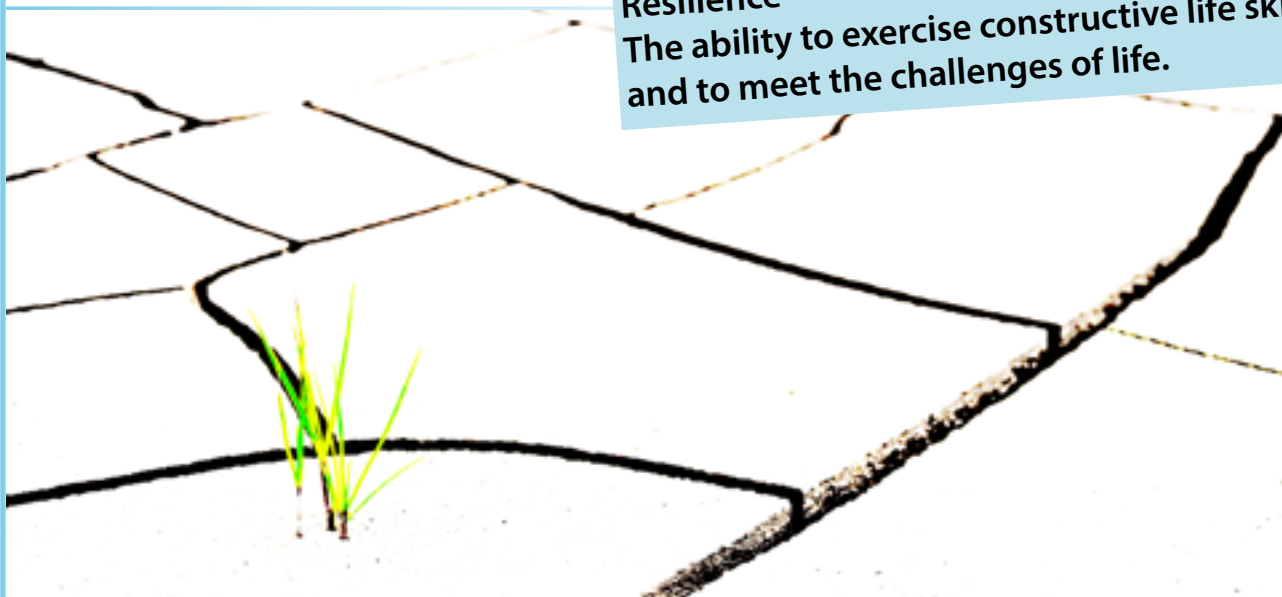 Resilience
The ability to exercise constructive life
and to meet the challenges of life.